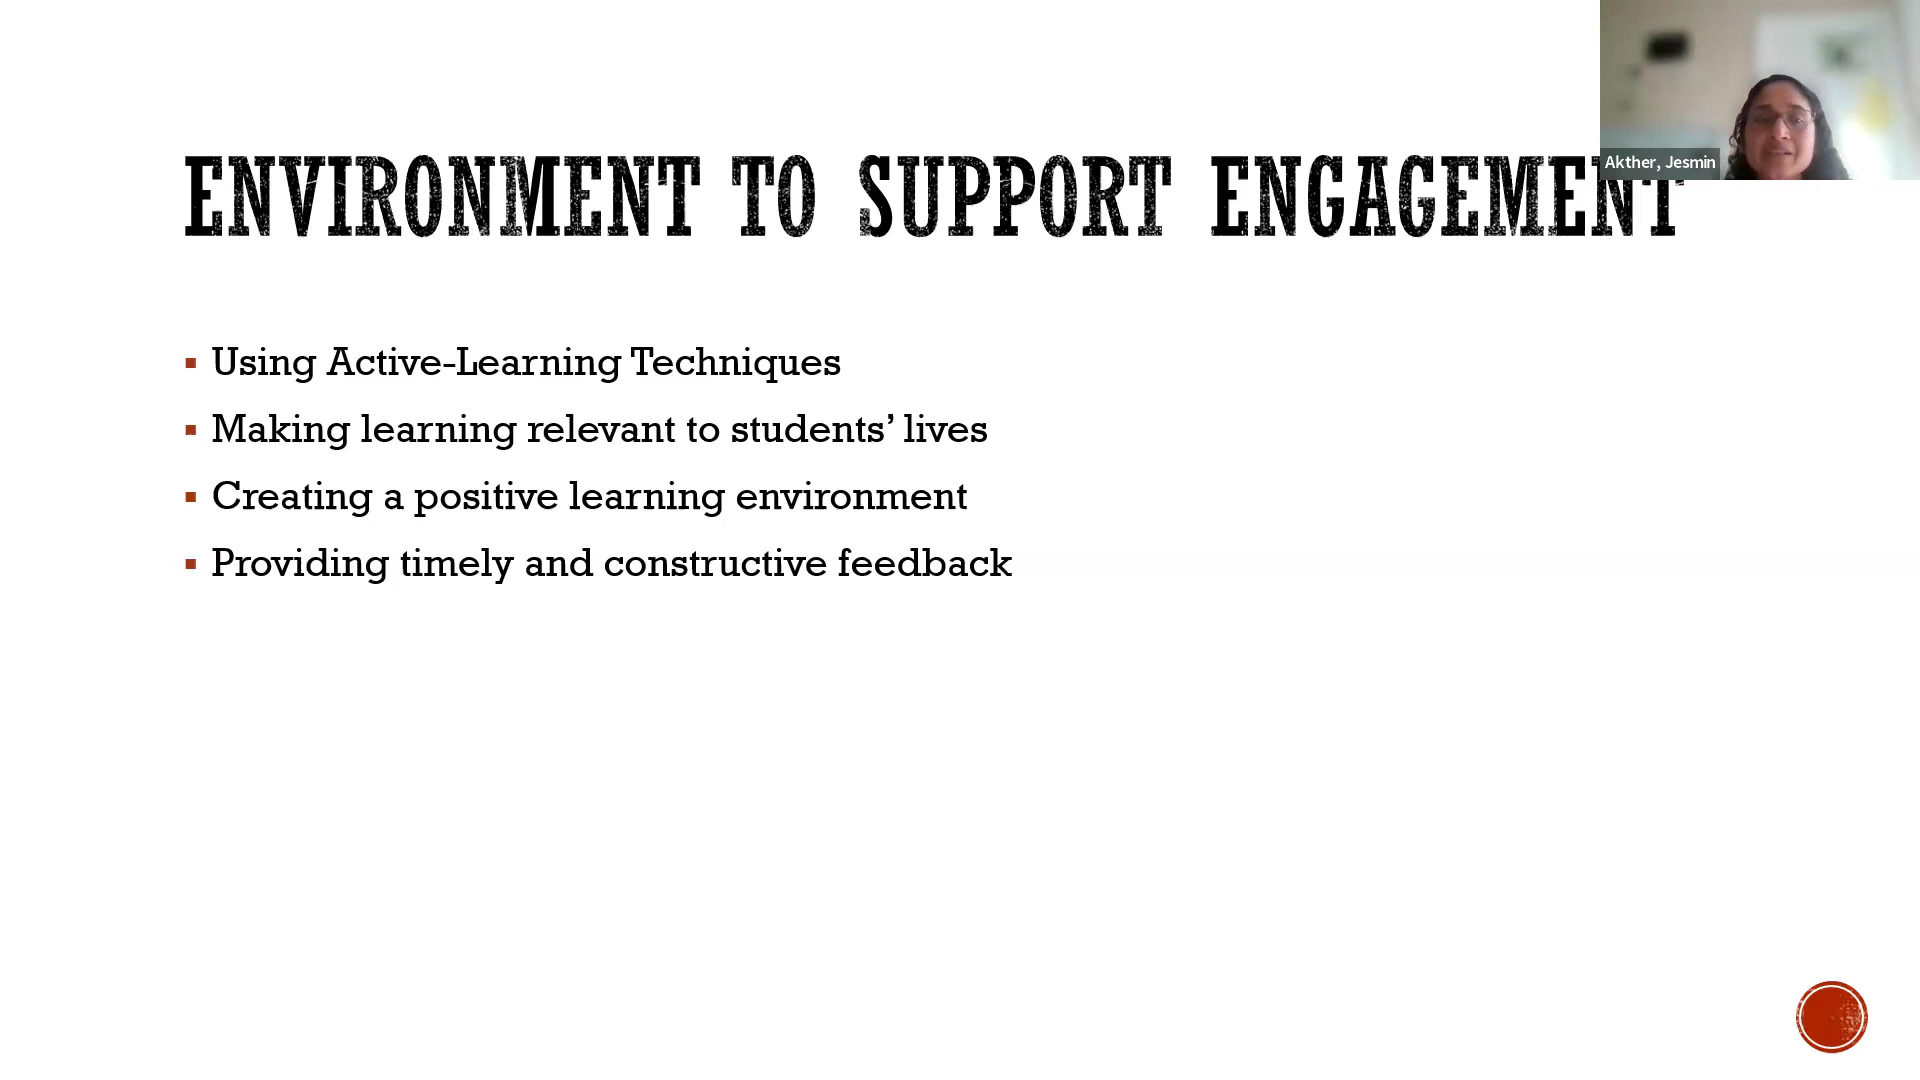 Akther, Jesmin
ENVIRONMENT TO SUPPORT ENGAGEMENT
Using Active-Learning Techniques
Making learning relevant to students’ lives
Creating a positive learning environment
Providing timely and constructive feedback